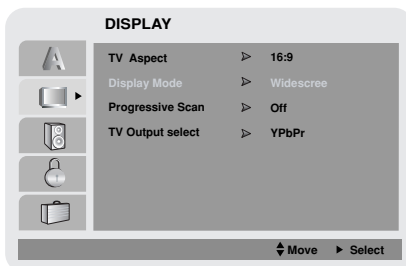 DISPLAY
A
TV Aspect 16:9
Display Mode Widescree
Progressive Scan Off
TV Output select YPbPr
Move Select